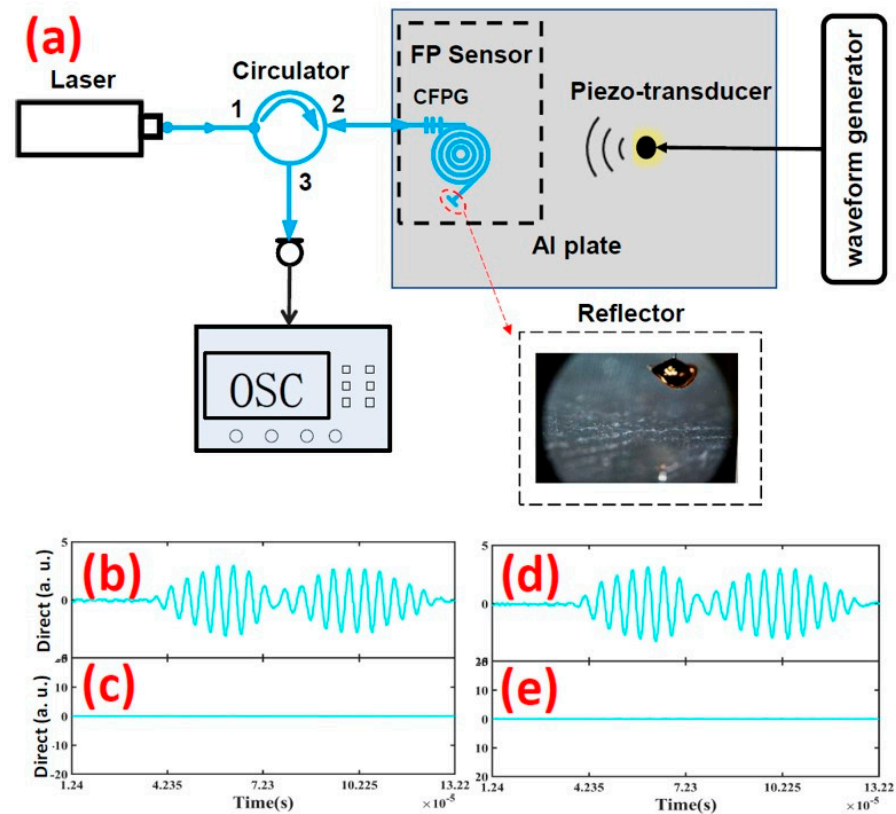 (a)
Laser
Circulator
1
2
3
FP Sensor
CFPG
Piezo-transducer
waveform generator
Al plate
OSC
Reflector
(b)
Direct (a. u.)
5
0
(c)
Direct (a. u.)
10
0
-10
-20
1.24
4.235
7.23
10.225
13.22
Time(s)
× 10⁻⁵
(d)
5
0
(e)
10
0
10
20
1.24
4.235
7.23
10.225
13.22
Time(s)
× 10⁻⁵